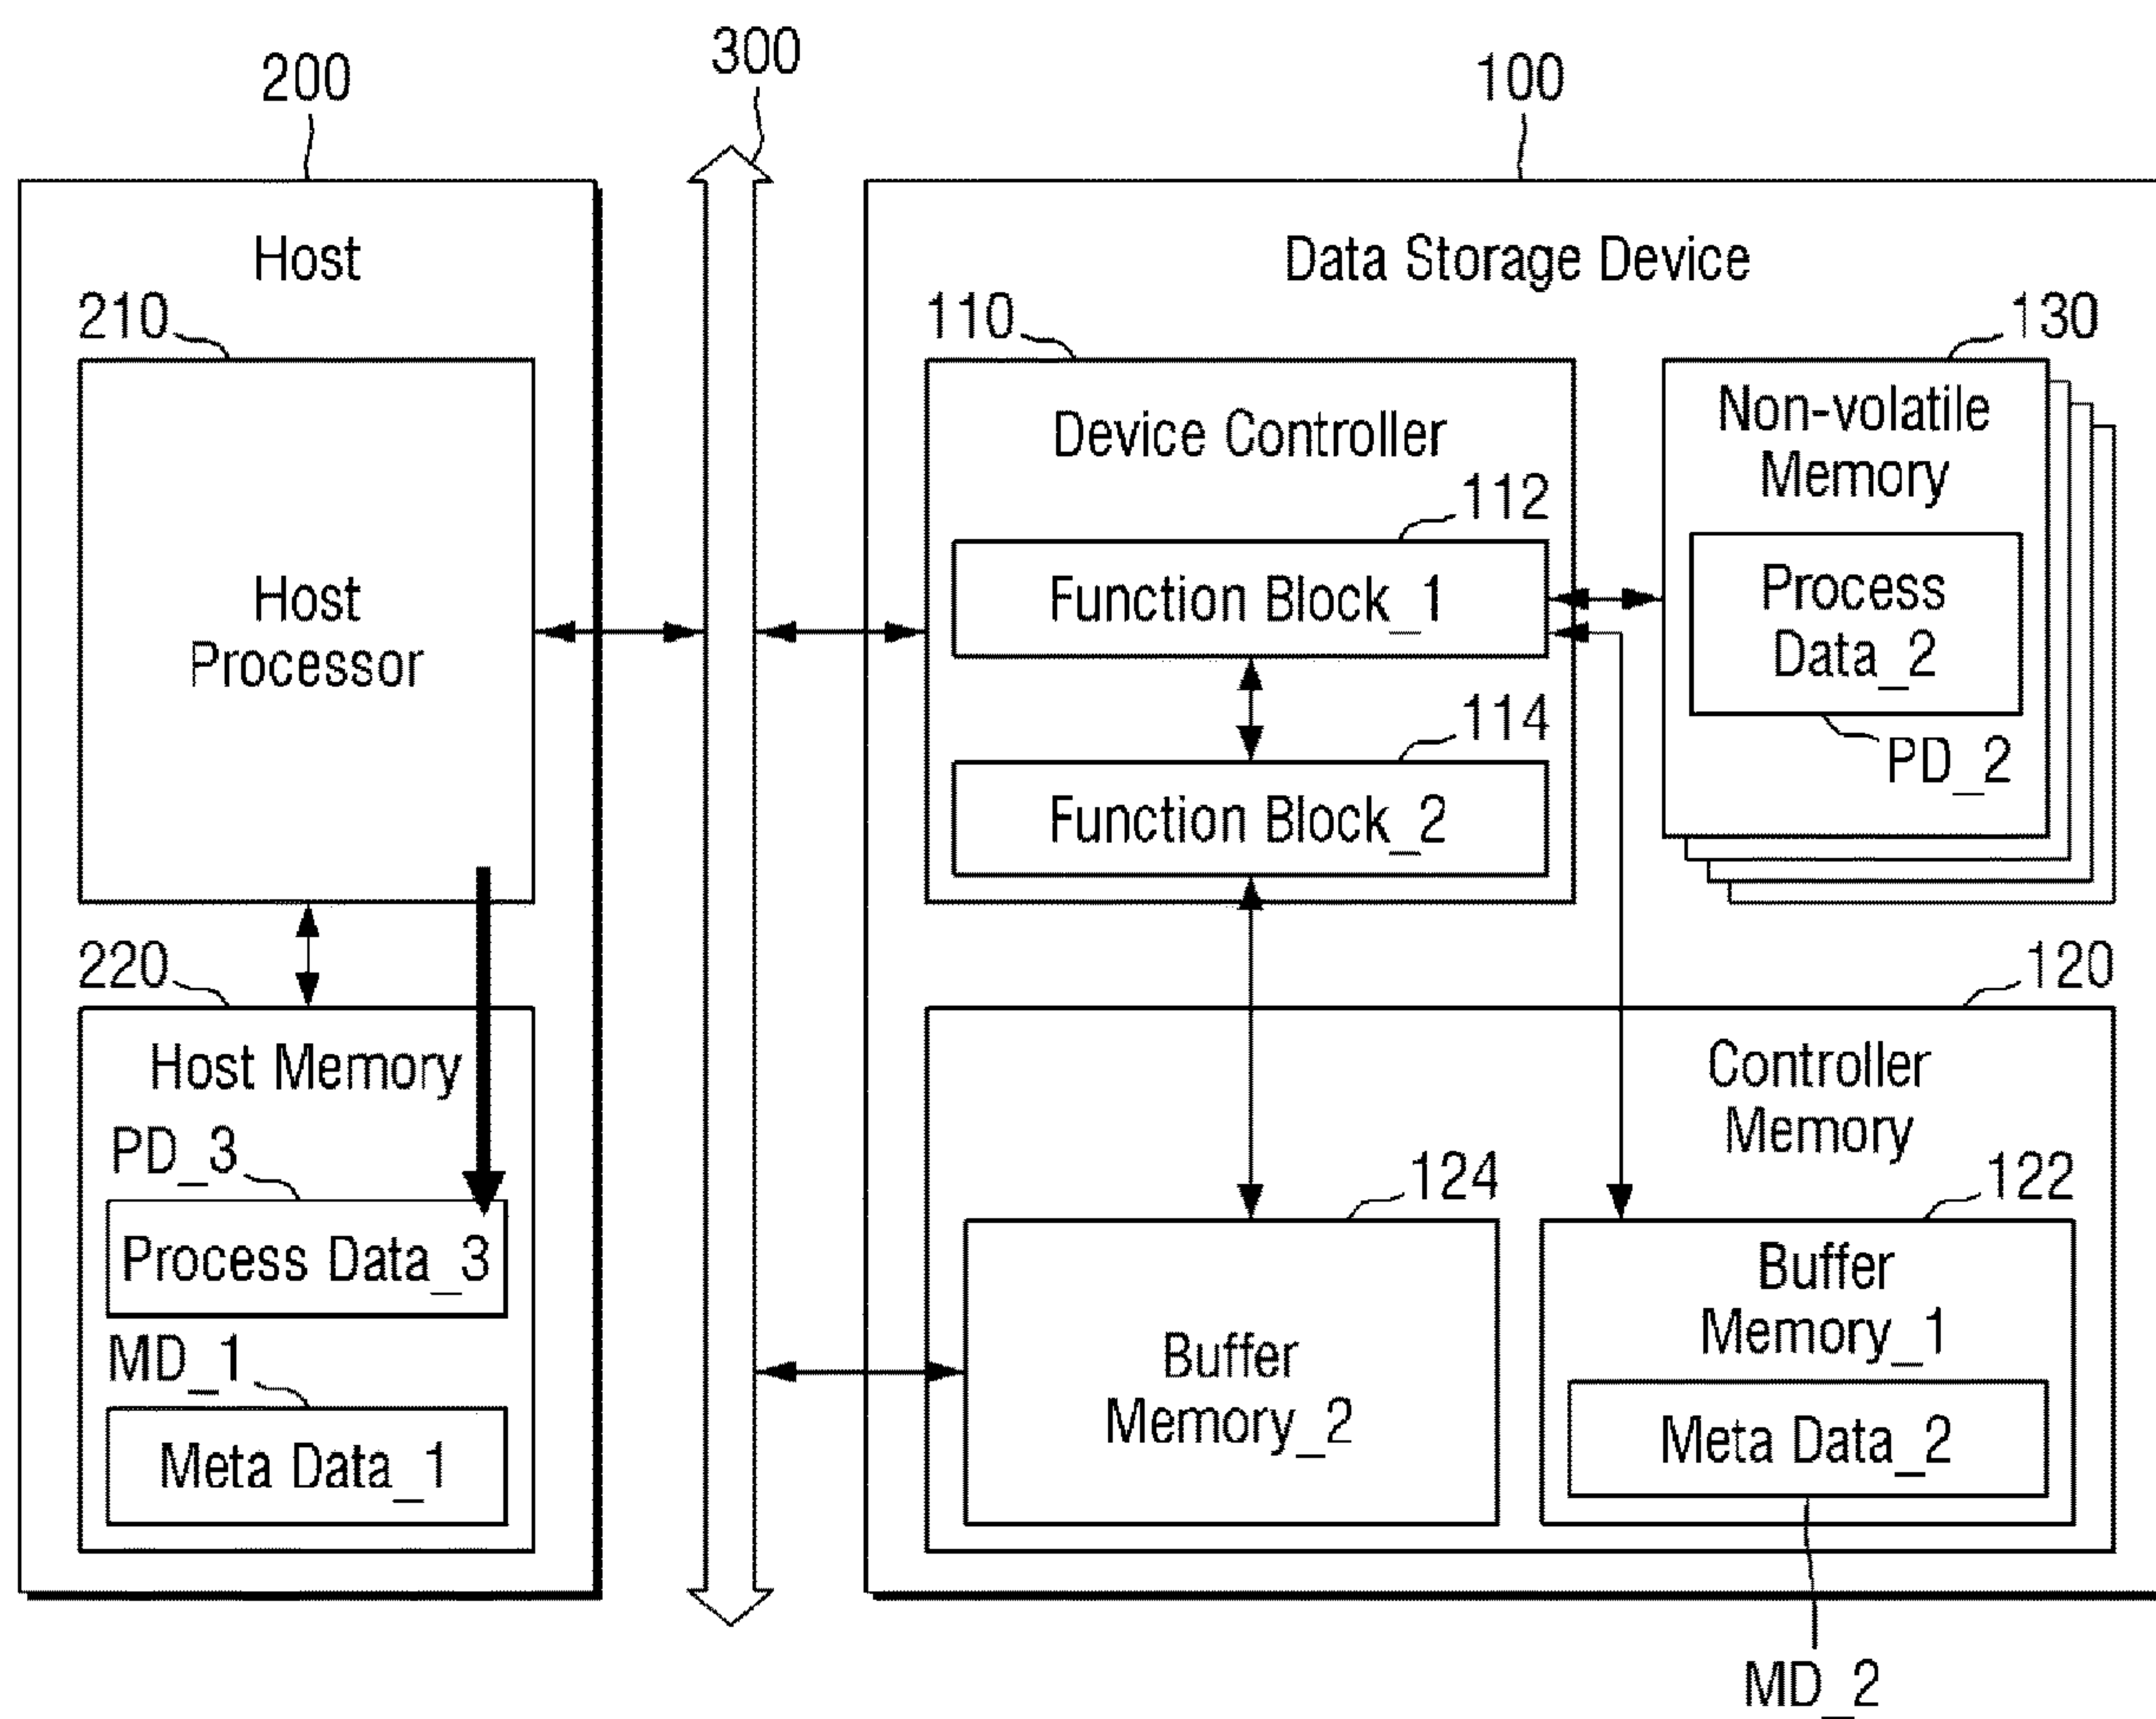 300
200
100
Host
Data Storage Device
210
110
130
Host
Processor
Device Controller
112
Function Block_1
114
Function Block_2
Non-volatile
Memory
Process
Data_2
PD_2
220
120
Host Memory
PD_3
Process Data_3
MD_1
Meta Data_1
Controller
Memory
124
122
Buffer
Memory_2
Buffer
Memory_1
Meta Data_2
MD_2